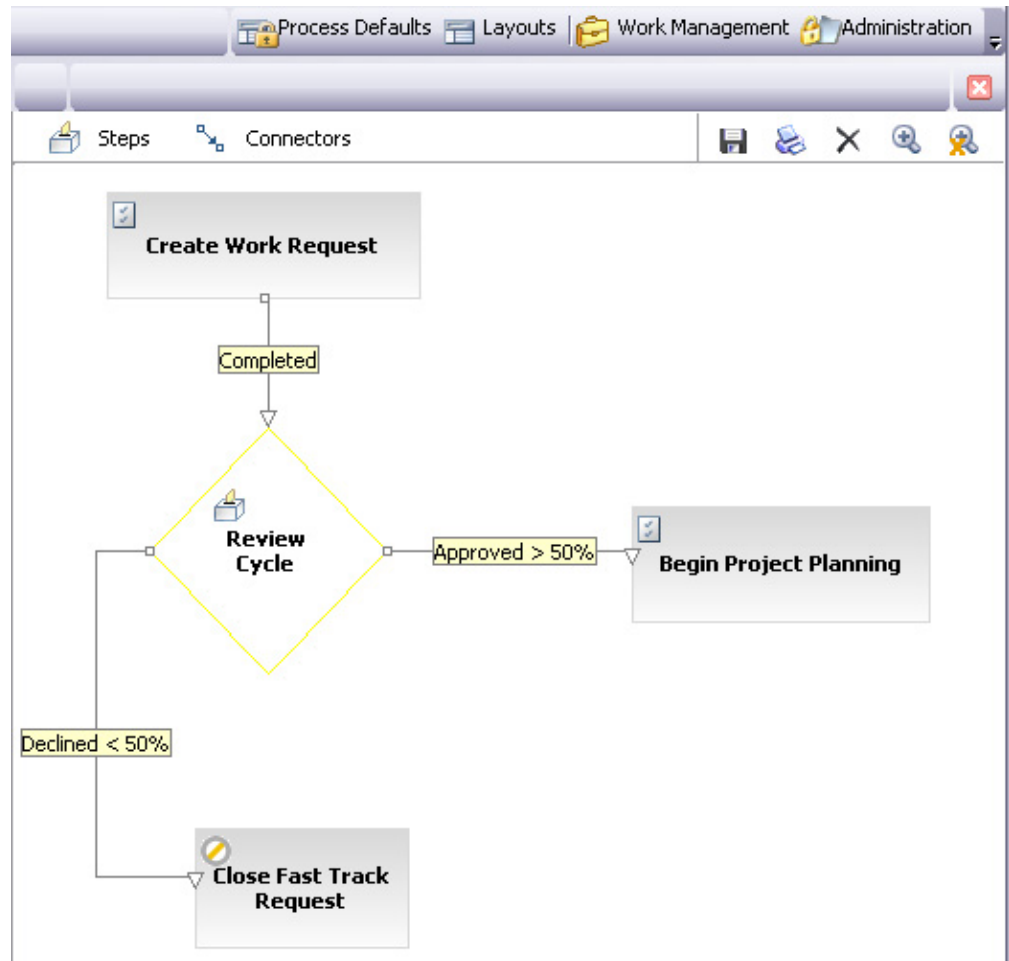 Process Defaults Layouts Work Management Administration
Steps Connectors
Create Work Request
Completed
Review
Cycle
Approved > 50%
Begin Project Planning
Declined < 50%
Close Fast Track
Request